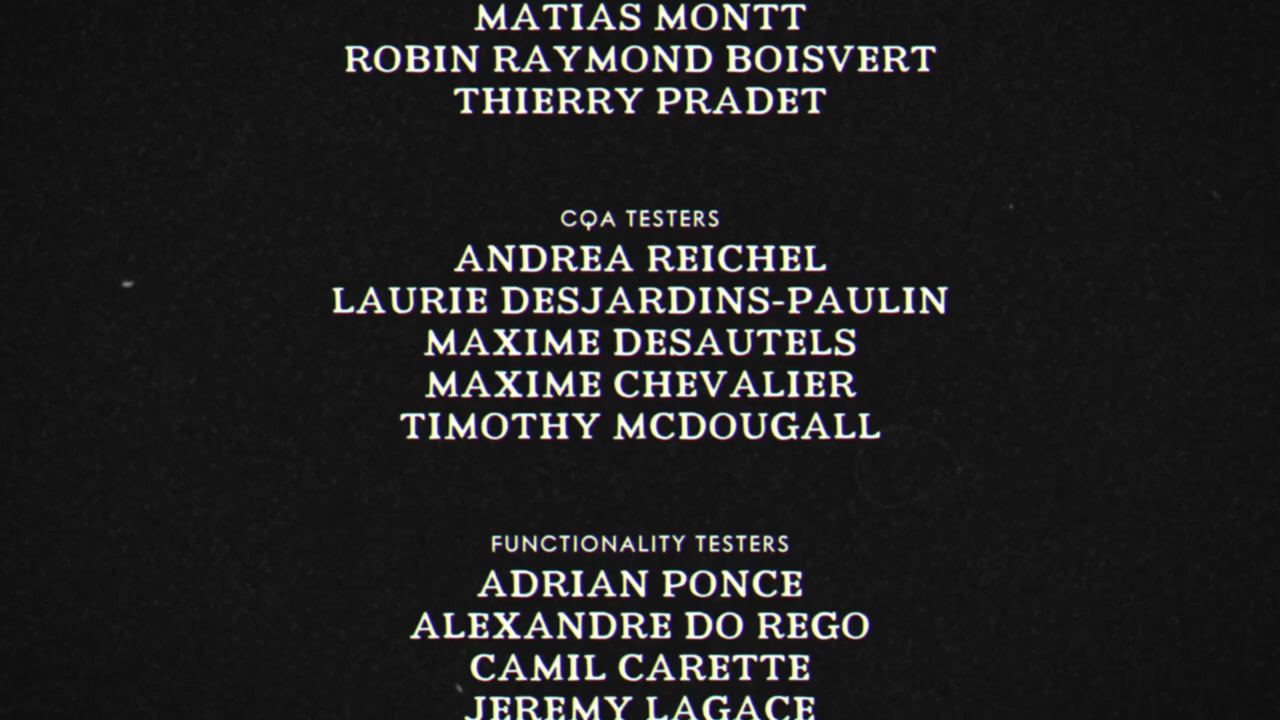 MATIAS MONTT
ROBIN RAYMOND BOISVERT
THIERRY PRADET
CQA TESTERS
ANDREA REICHEL
LAURIE DESJARDINS-PAULIN
MAXIME DESAUTELS
MAXIME CHEVALIER
TIMOTHY MCDOUGALL
FUNCTIONALITY TESTERS
ADRIAN PONCE
ALEXANDRE DO REGO
CAMIL CARETTE
JEREMY LAGACE